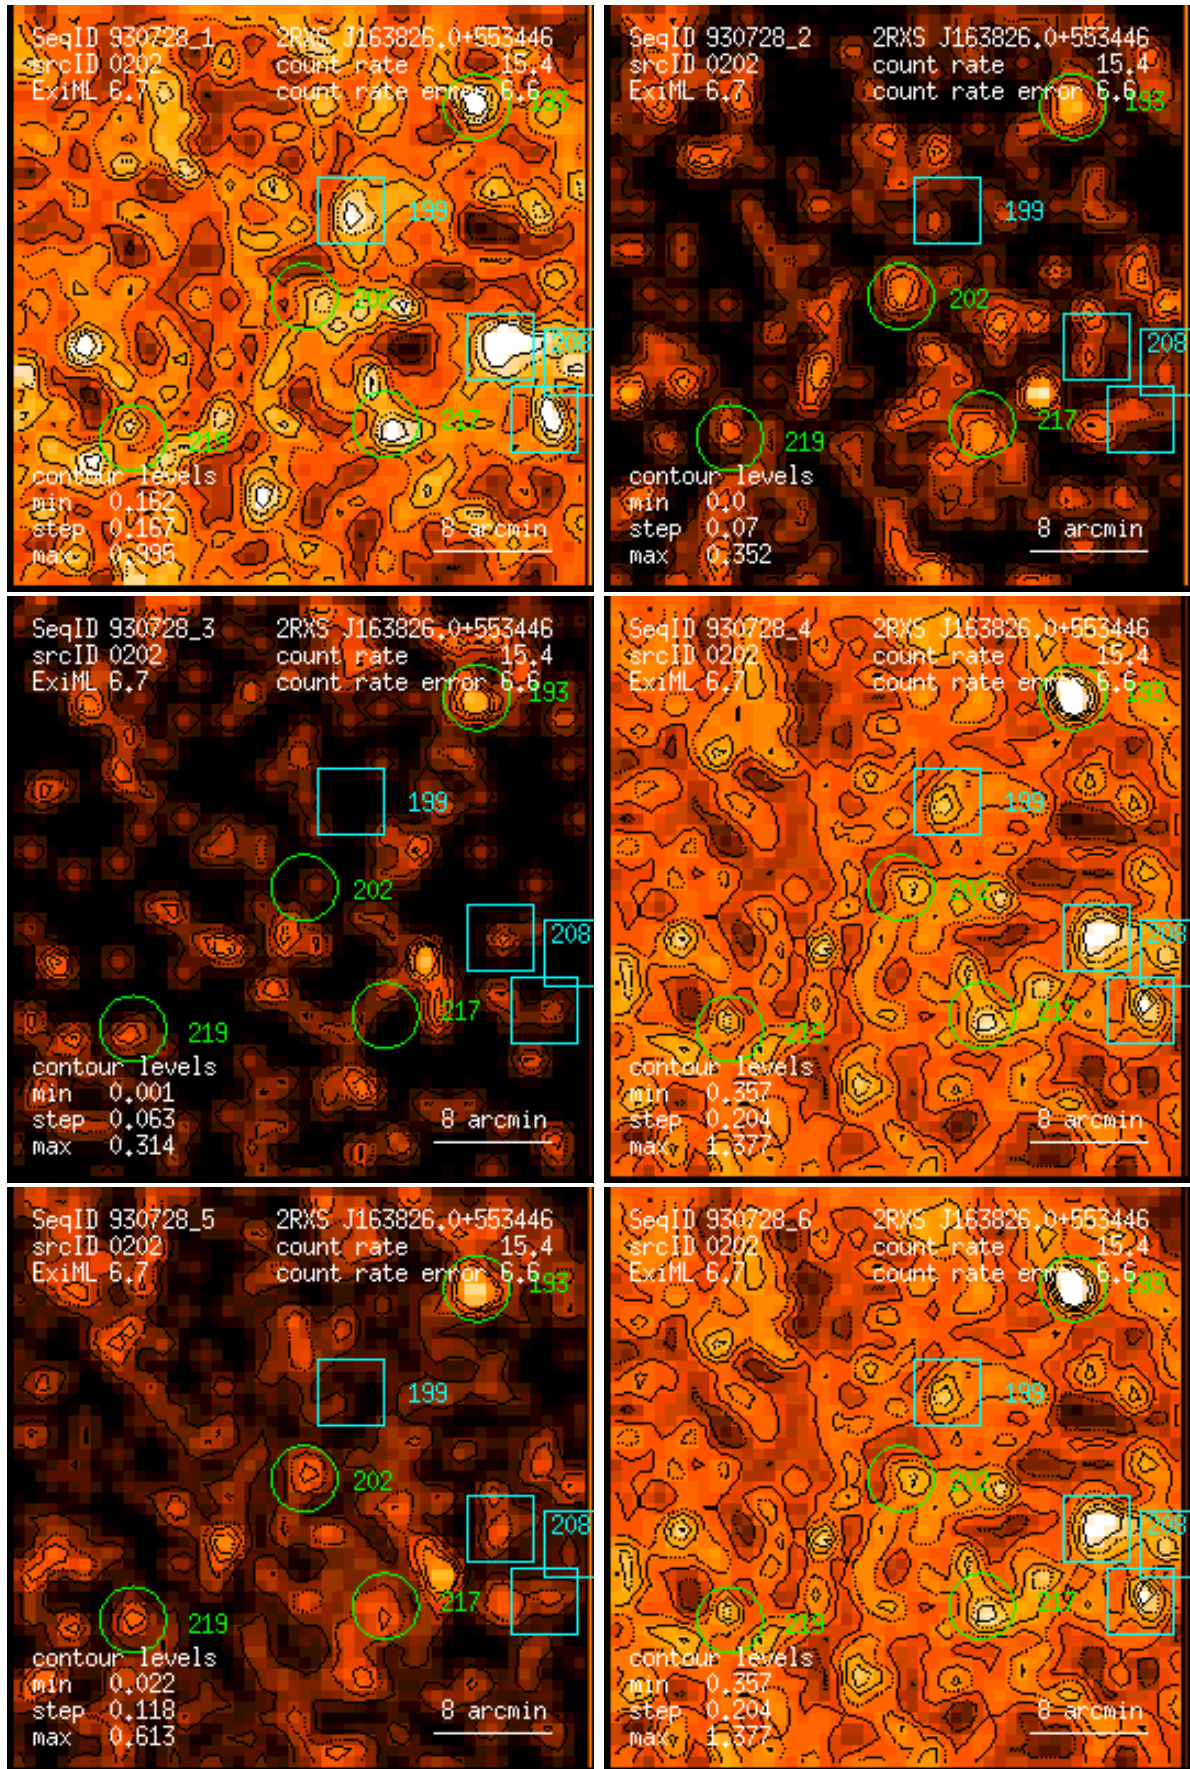 SeqID 930728_1 2RXS J163826.0+553446
srcID 0202 count rate 15.4
ExiML 6.7 count rate error 6.6
193
199
202
208
217
219
contour levels
min 0.162
step 0.167 8 arcmin
max 0.995
SeqID 930728_2 2RXS J163826.0+553446
srcID 0202 count rate 15.4
ExiML 6.7 count rate error 6.6
193
199
202
208
217
219
contour levels
min 0.0
step 0.07 8 arcmin
max 0.352
SeqID 930728_3 2RXS J163826.0+553446
srcID 0202 count rate 15.4
ExiML 6.7 count rate error 6.6
193
199
202
208
217
219
contour levels
min 0.001
step 0.063 8 arcmin
max 0.314
SeqID 930728_4 2RXS J163826.0+553446
srcID 0202 count rate 15.4
ExiML 6.7 count rate error 6.6
193
199
202
208
217
219
contour levels
min 0.357
step 0.204 8 arcmin
max 1.377
SeqID 930728_5 2RXS J163826.0+553446
srcID 0202 count rate 15.4
ExiML 6.7 count rate error 6.6
193
199
202
208
217
219
contour levels
min 0.022
step 0.118 8 arcmin
max 0.613
SeqID 930728_6 2RXS J163826.0+553446
srcID 0202 count rate 15.4
ExiML 6.7 count rate error 6.6
193
199
202
208
217
219
contour levels
min 0.357
step 0.204 8 arcmin
max 1.377